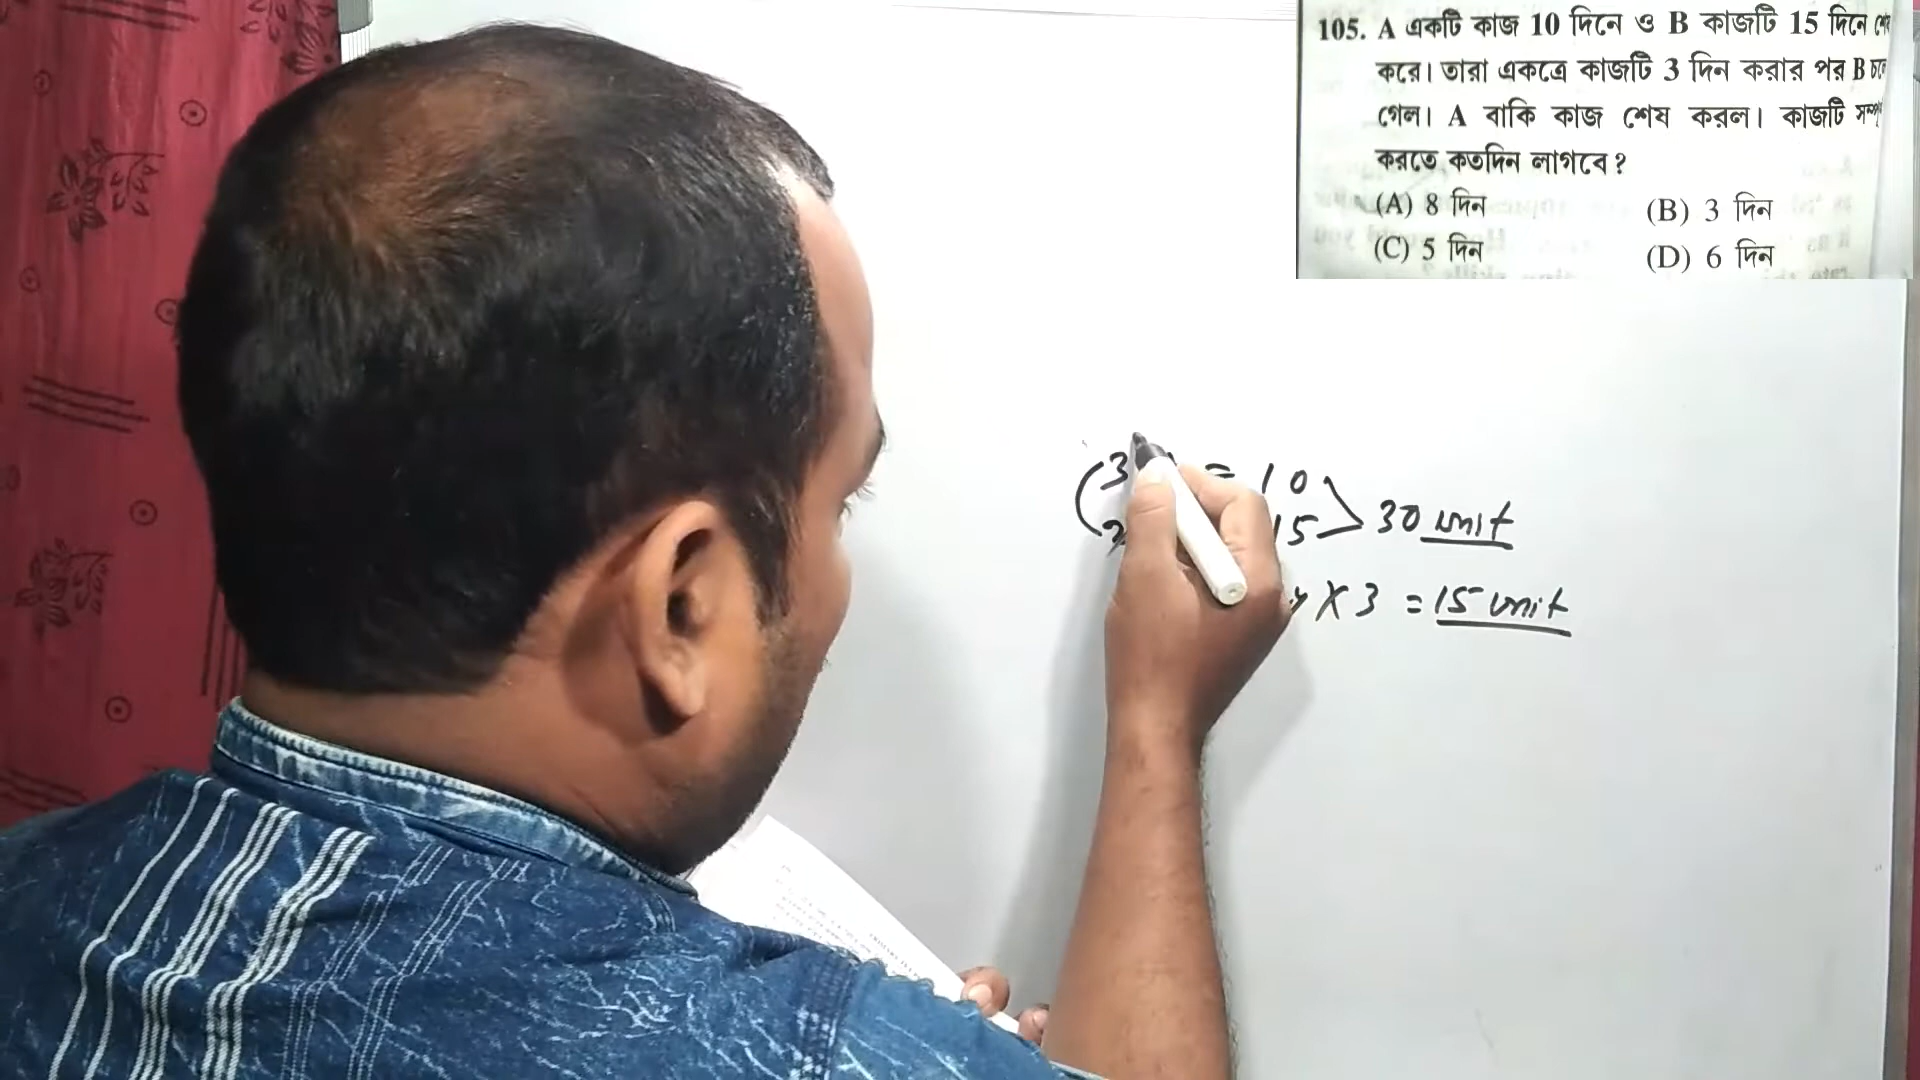 105. A একটি কাজ 10 দিনে ও B কাজটি 15 দিনে
করে। তারা একত্রে কাজটি 3 দিন করার পর B
গেল। A বাকি কাজ শেষ করল। কাজটি
করতে কতদিন লাগবে?
(A) 8 দিন (B) 3 দিন
(C) 5 দিন (D) 6 দিন
(3 = 10
15 > 30 unit
X 3 = 15 unit